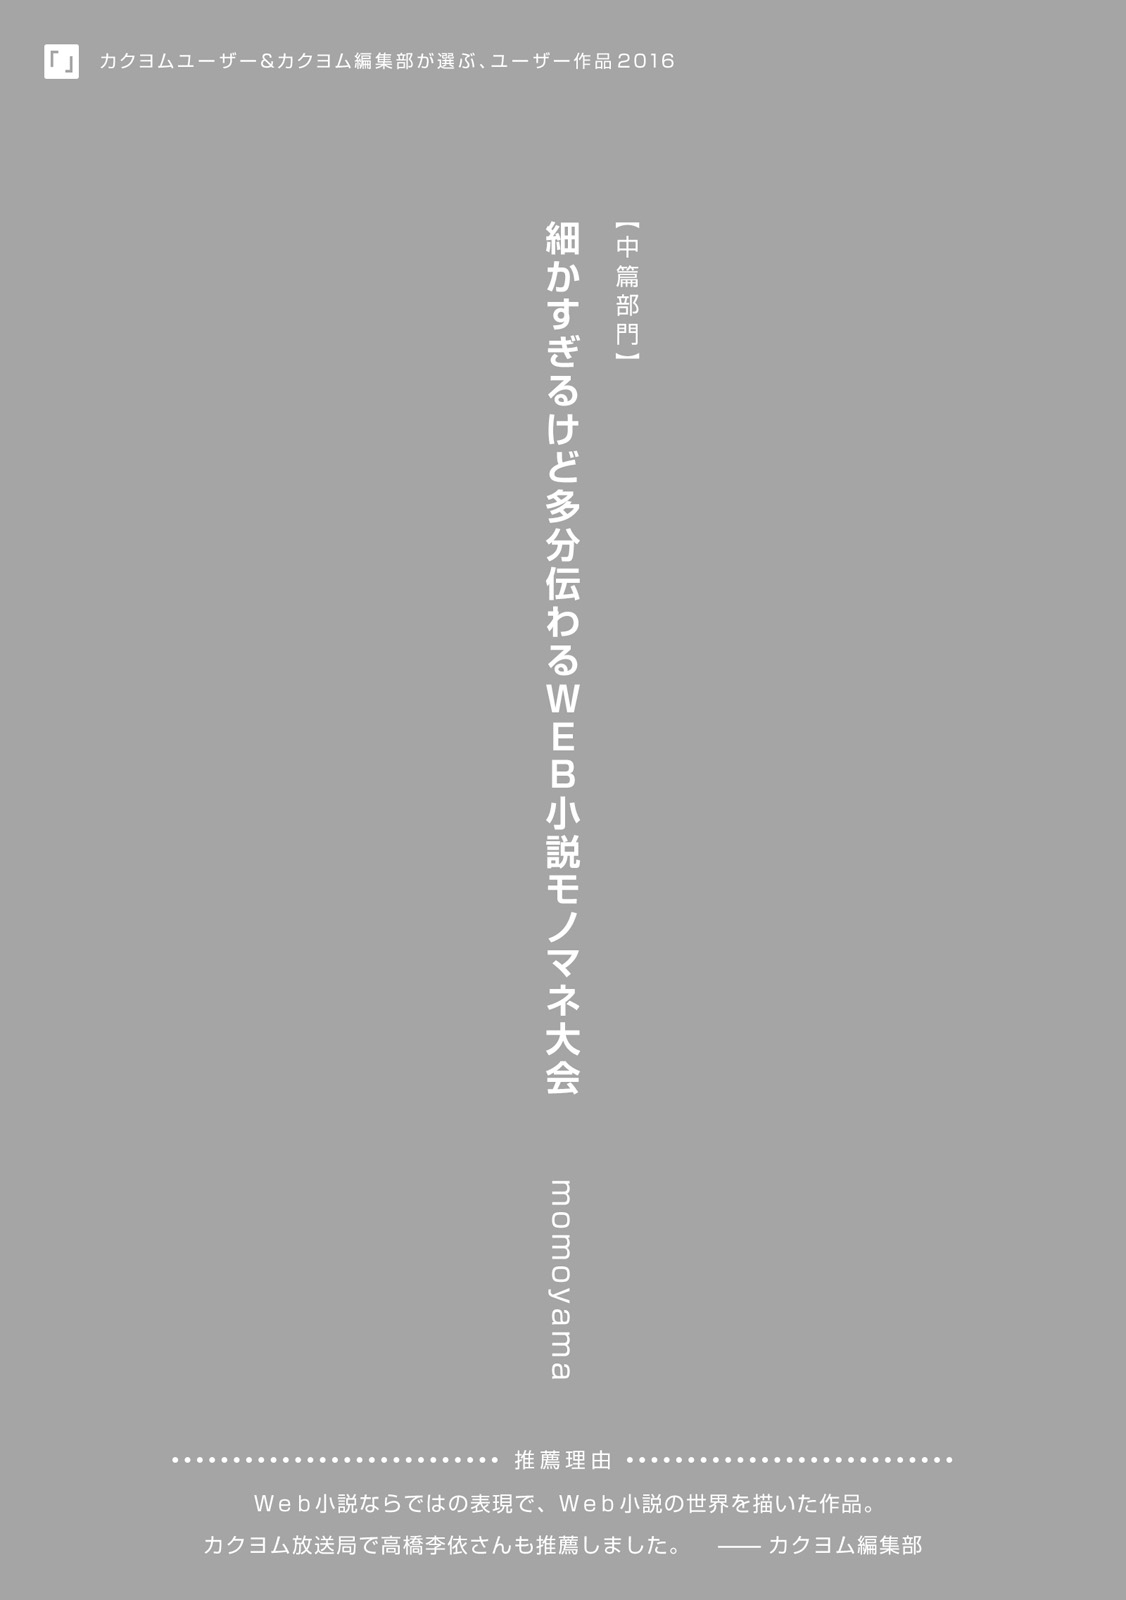 「」 カクヨムユーザー&カクヨム編集部が選ぶ、ユーザー作品2016
【中篇部門】
細かすぎるけど多分伝わるWEB小説モノマネ大会
momoyama
推薦理由
Web小説ならではの表現で、Web小説の世界を描いた作品。
カクヨム放送局で高橋李依さんも推薦しました。 ―― カクヨム編集部